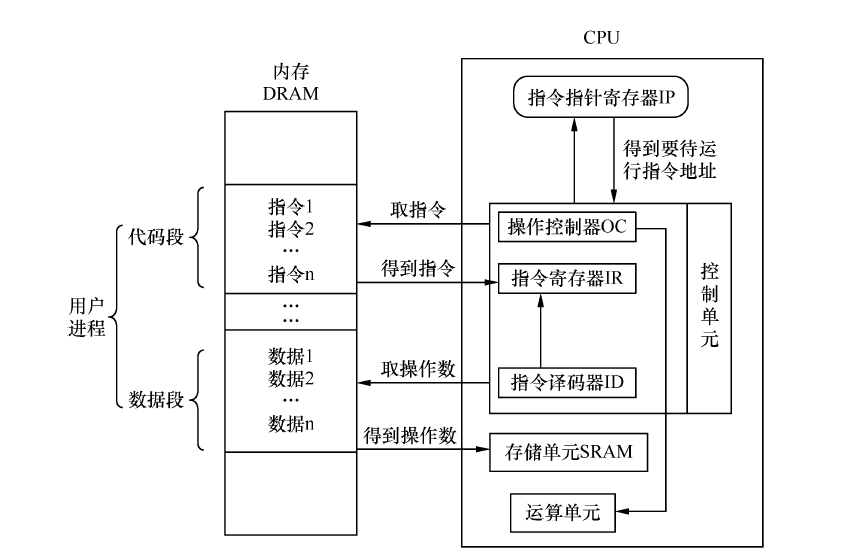 CPU
内存
DRAM
指令指针寄存器IP
得到要待运
行指令地址
用户
进程
代码段
指令1
指令2
...
指令n
取指令
操作控制器OC
得到指令
指令寄存器IR
控
制
单
元
...
...
数据段
数据1
数据2
...
数据n
取操作数
指令译码器ID
得到操作数
存储单元SRAM
运算单元